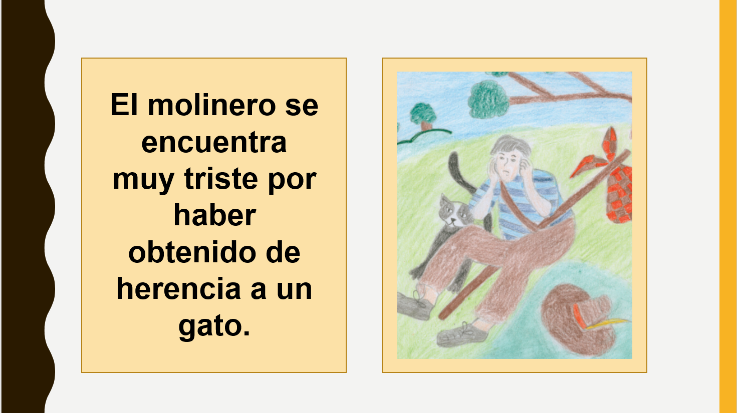 El molinero se
encuentra
muy triste por
haber
obtenido de
herencia a un
gato.